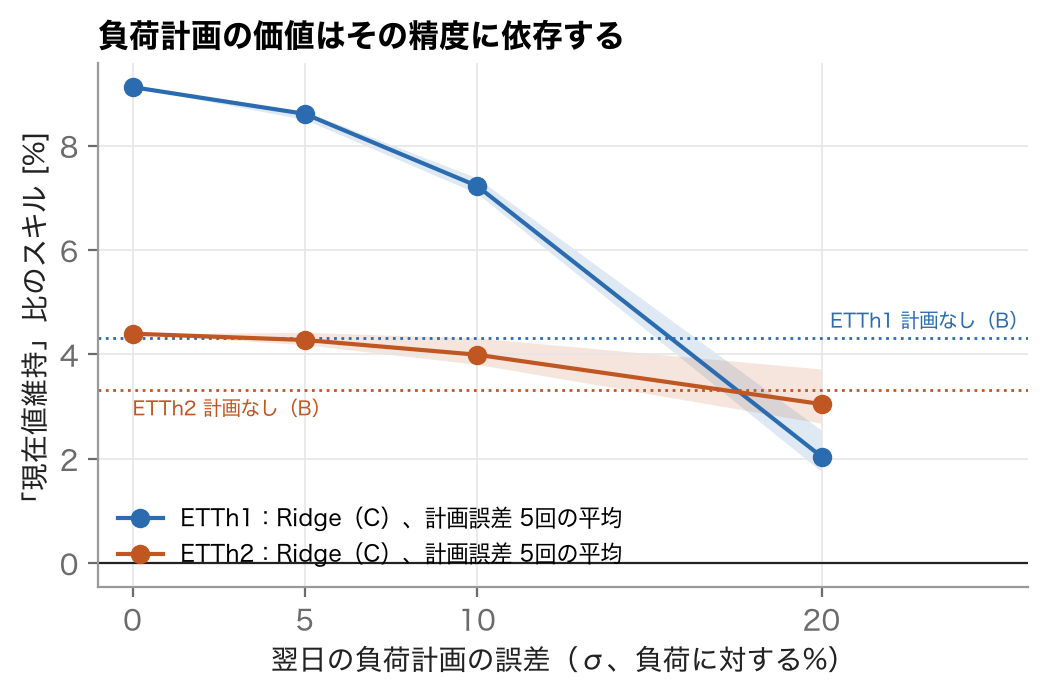 負荷計画の価値はその精度に依存する
「現在値維持」比のスキル [%]
8
6
4
2
0
ETTh1 計画なし（B）
ETTh2 計画なし（B）
ETTh1：Ridge（C）、計画誤差 5回の平均
ETTh2：Ridge（C）、計画誤差 5回の平均
0 5 10 20
翌日の負荷計画の誤差（σ、負荷に対する%）